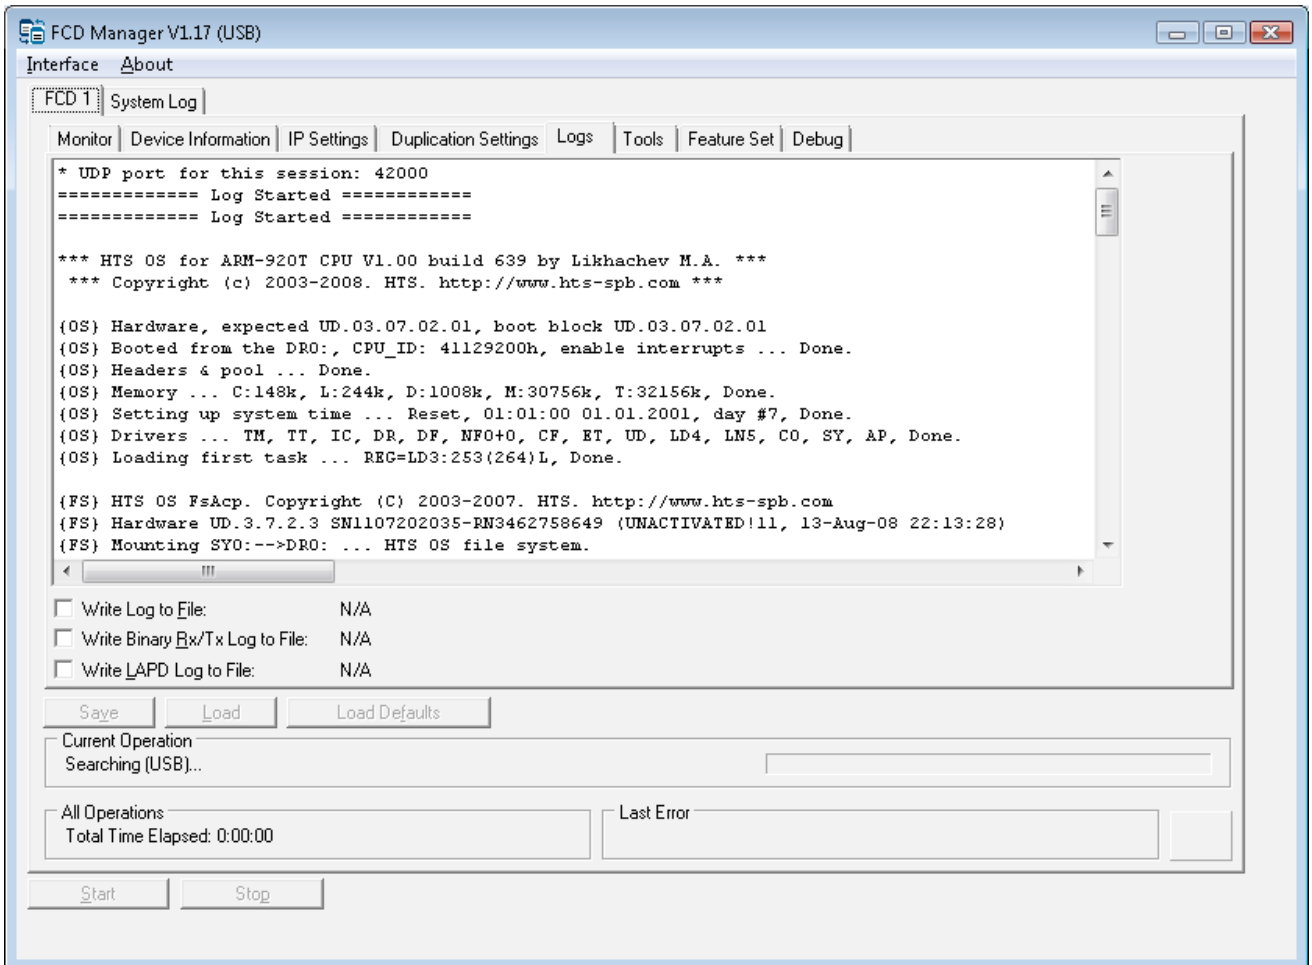 FCD Manager V1.17 (USB)
Interface About
FCD 1 System Log
Monitor Device Information IP Settings Duplication Settings Logs Tools Feature Set Debug
* UDP port for this session: 42000
============= Log Started ============
============= Log Started ============
*** HTS OS for ARM-920T CPU V1.00 build 639 by Likhachev M.A. ***
*** Copyright (c) 2003-2008. HTS. http://www.hts-spb.com ***
{OS} Hardware, expected UD.03.07.02.01, boot block UD.03.07.02.01
{OS} Booted from the DR0:, CPU_ID: 41129200h, enable interrupts ... Done.
{OS} Headers & pool ... Done.
{OS} Memory ... C:148k, L:244k, D:1008k, M:30756k, T:32156k, Done.
{OS} Setting up system time ... Reset, 01:01:00 01.01.2001, day #7, Done.
{OS} Drivers ... TM, TT, IC, DR, DF, NF0+0, CF, ET, UD, LD4, LN5, CO, SY, AP, Done.
{OS} Loading first task ... REG=LD3:253(264)L, Done.
{FS} HTS OS FsAcp. Copyright (C) 2003-2007. HTS. http://www.hts-spb.com
{FS} Hardware UD.3.7.2.3 SN1107202035-RN3462758649 (UNACTIVATED!11, 13-Aug-08 22:13:28)
{FS} Mounting SY0:-->DR0: ... HTS OS file system.
Write Log to File: N/A
Write Binary Rx/Tx Log to File: N/A
Write LAPD Log to File: N/A
Save Load Load Defaults
Current Operation
Searching (USB)...
All Operations Last Error
Total Time Elapsed: 0:00:00
Start Stop